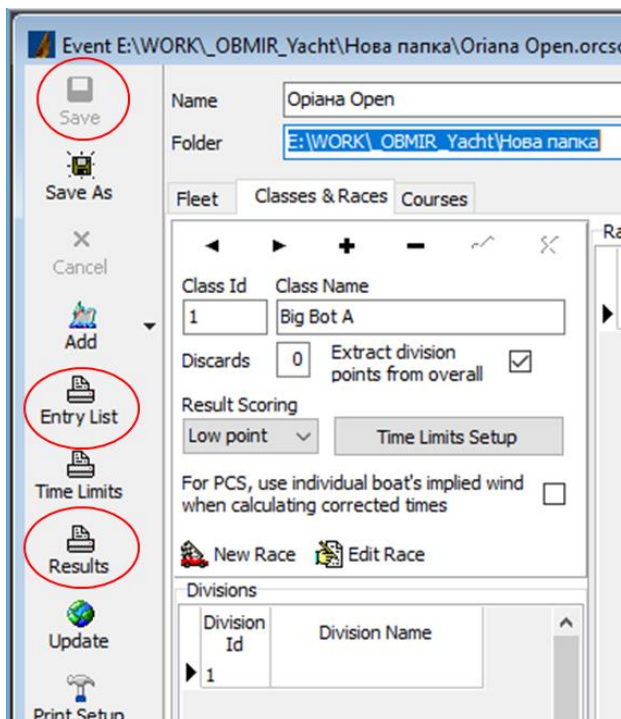 Event E:\WORK\_OBMIR_Yacht\Нова папка\Oriana Open.orcsc
Save
Save As
Cancel
Add
Entry List
Time Limits
Results
Update
Print Setup
Name
Оріана Open
Folder
E:\WORK\_OBMIR_Yacht\Нова папка
Fleet
Classes & Races
Courses
Class Id
Class Name
1
Big Bot A
Discards
0
Extract division
points from overall
Result Scoring
Low point
Time Limits Setup
For PCS, use individual boat's implied wind
when calculating corrected times
New Race
Edit Race
Divisions
Division
Id
Division Name
1
Ra